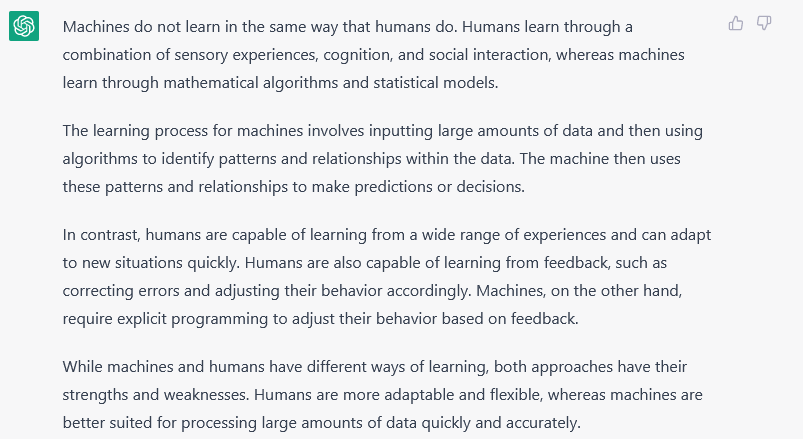 Machines do not learn in the same way that humans do. Humans learn through a
combination of sensory experiences, cognition, and social interaction, whereas machines
learn through mathematical algorithms and statistical models.
The learning process for machines involves inputting large amounts of data and then using
algorithms to identify patterns and relationships within the data. The machine then uses
these patterns and relationships to make predictions or decisions.
In contrast, humans are capable of learning from a wide range of experiences and can adapt
to new situations quickly. Humans are also capable of learning from feedback, such as
correcting errors and adjusting their behavior accordingly. Machines, on the other hand,
require explicit programming to adjust their behavior based on feedback.
While machines and humans have different ways of learning, both approaches have their
strengths and weaknesses. Humans are more adaptable and flexible, whereas machines are
better suited for processing large amounts of data quickly and accurately.